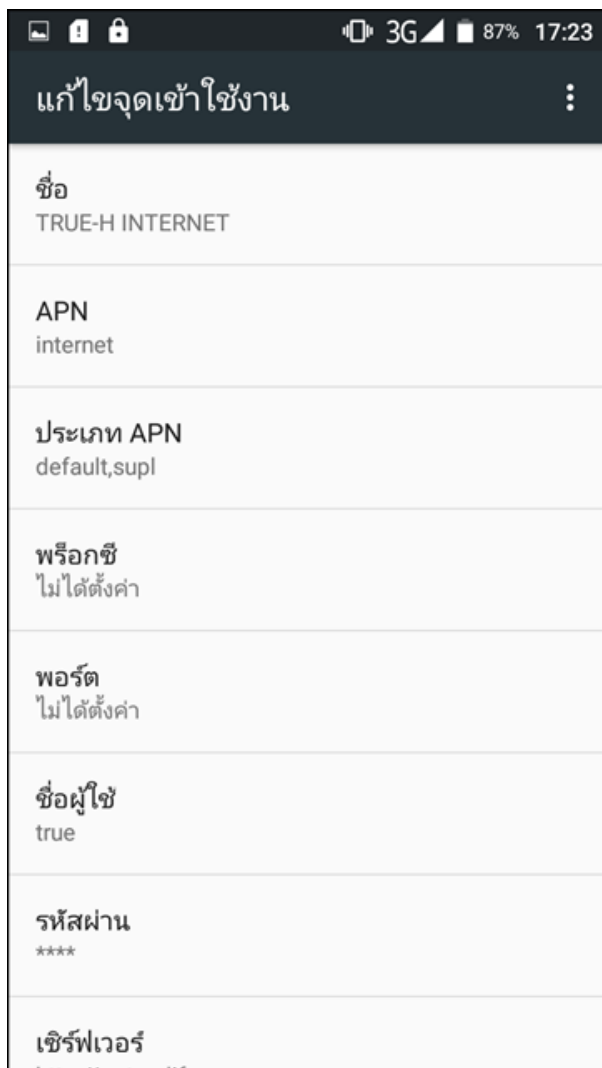 3G 87% 17:23
แก้ไขจุดเข้าใช้งาน
ชื่อ
TRUE-H INTERNET
APN
internet
ประเภท APN
default,supl
พร็อกซี
ไม่ได้ตั้งค่า
พอร์ต
ไม่ได้ตั้งค่า
ชื่อผู้ใช้
true
รหัสผ่าน
****
เซิร์ฟเวอร์